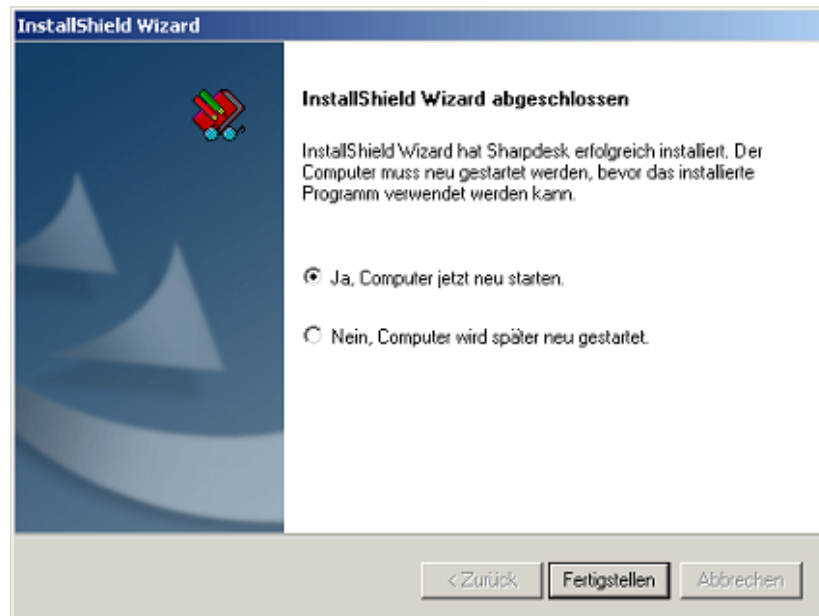 InstallShield Wizard
InstallShield Wizard abgeschlossen
InstallShield Wizard hat Sharpdesk erfolgreich installiert. Der
Computer muss neu gestartet werden, bevor das installierte
Programm verwendet werden kann.
Ja, Computer jetzt neu starten.
Nein, Computer wird später neu gestartet.
< Zurück
Fertigstellen
Abbrechen